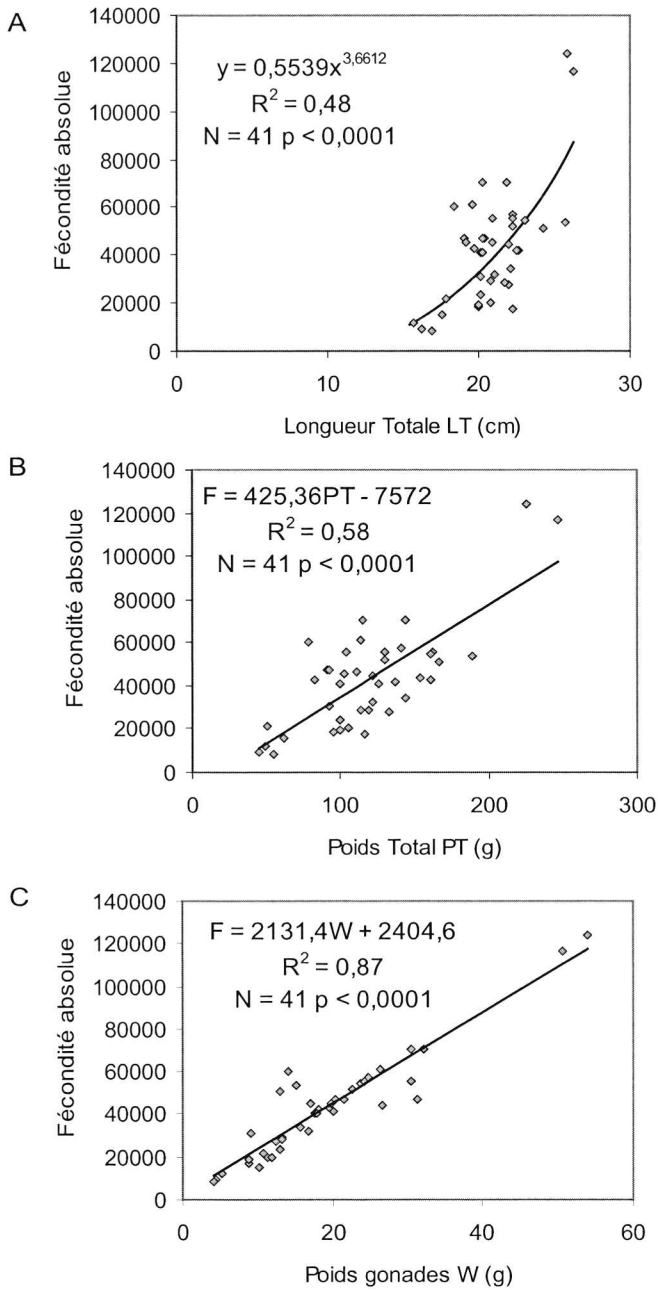 A
140000
120000
100000
80000
60000
40000
20000
0
Fécondité absolue
y = 0,5539x^3,6612
R² = 0,48
N = 41 p < 0,0001
0 10 20 30
Longueur Totale LT (cm)
B
140000
120000
100000
80000
60000
40000
20000
0
Fécondité absolue
F = 425,36PT - 7572
R² = 0,58
N = 41 p < 0,0001
0 100 200 300
Poids Total PT (g)
C
140000
120000
100000
80000
60000
40000
20000
0
Fécondité absolue
F = 2131,4W + 2404,6
R² = 0,87
N = 41 p < 0,0001
0 20 40 60
Poids gonades W (g)